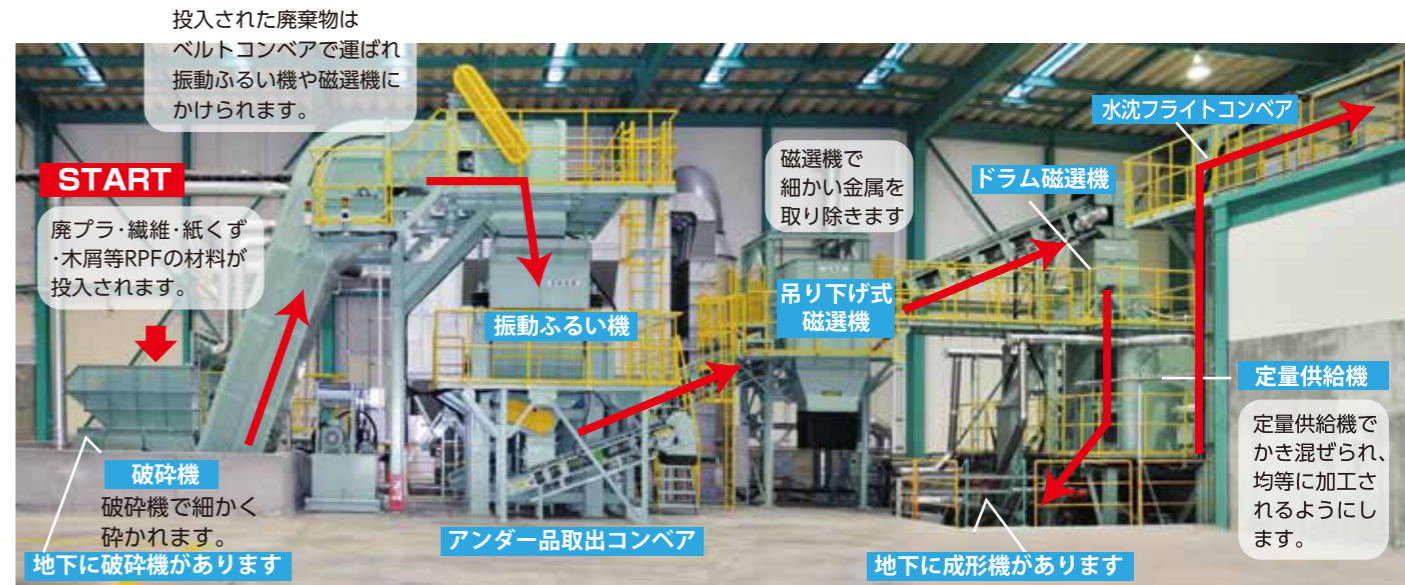 投入された廃棄物は
ベルトコンベアで運ばれ
振動ふるい機や磁選機に
かけられます。
START
廃プラ・繊維・紙くず
・木屑等RPFの材料が
投入されます。
破砕機
破砕機で細かく
砕かれます。
地下に破砕機があります
振動ふるい機
アンダー品取出コンベア
磁選機で
細かい金属を
取り除きます
吊り下げ式
磁選機
ドラム磁選機
水沈フライトコンベア
定量供給機
定量供給機で
かき混ぜられ、
均等に加工さ
れるようにし
ます。
地下に成形機があります